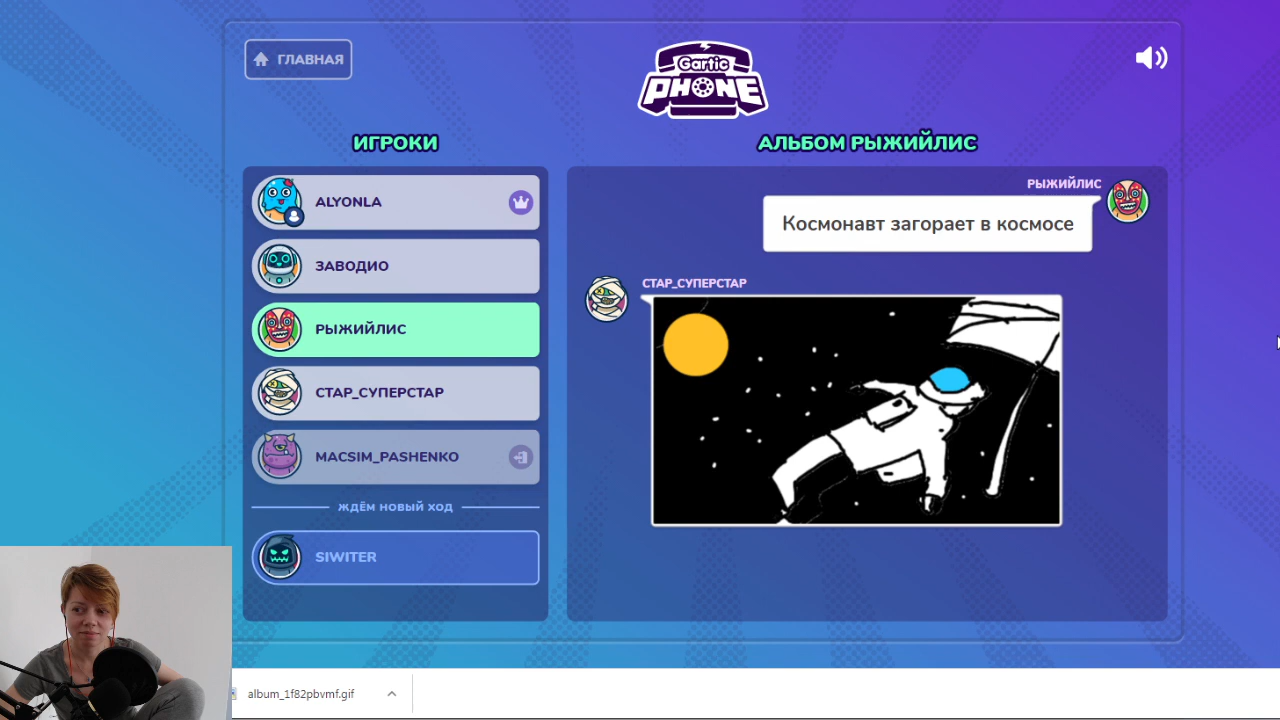 ГЛАВНАЯ
Gartic
PHONE
ИГРОКИ
ALYONLA
ЗАВОДИО
РЫЖИЙЛИС
СТАР_СУПЕРСТАР
MACSIM_PASHENKO
ЖДЁМ НОВЫЙ ХОД
SIWITER
АЛЬБОМ РЫЖИЙЛИС
РЫЖИЙЛИС
Космонавт загорает в космосе
СТАР_СУПЕРСТАР
album_1f82pbvmf.gif